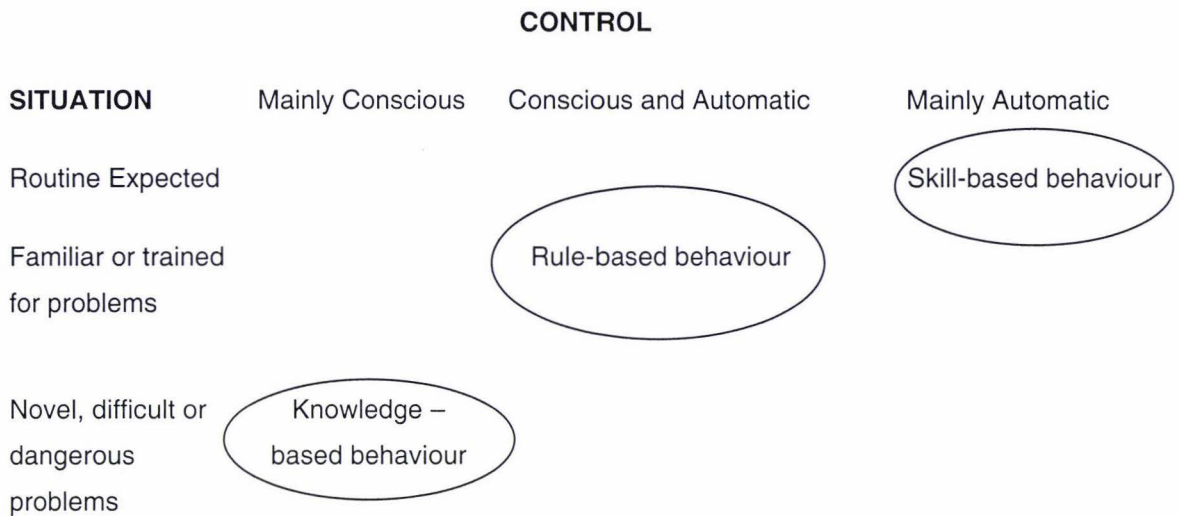 CONTROL
SITUATION Mainly Conscious Conscious and Automatic Mainly Automatic
Routine Expected Skill-based behaviour
Familiar or trained Rule-based behaviour
for problems
Novel, difficult or Knowledge –
dangerous based behaviour
problems